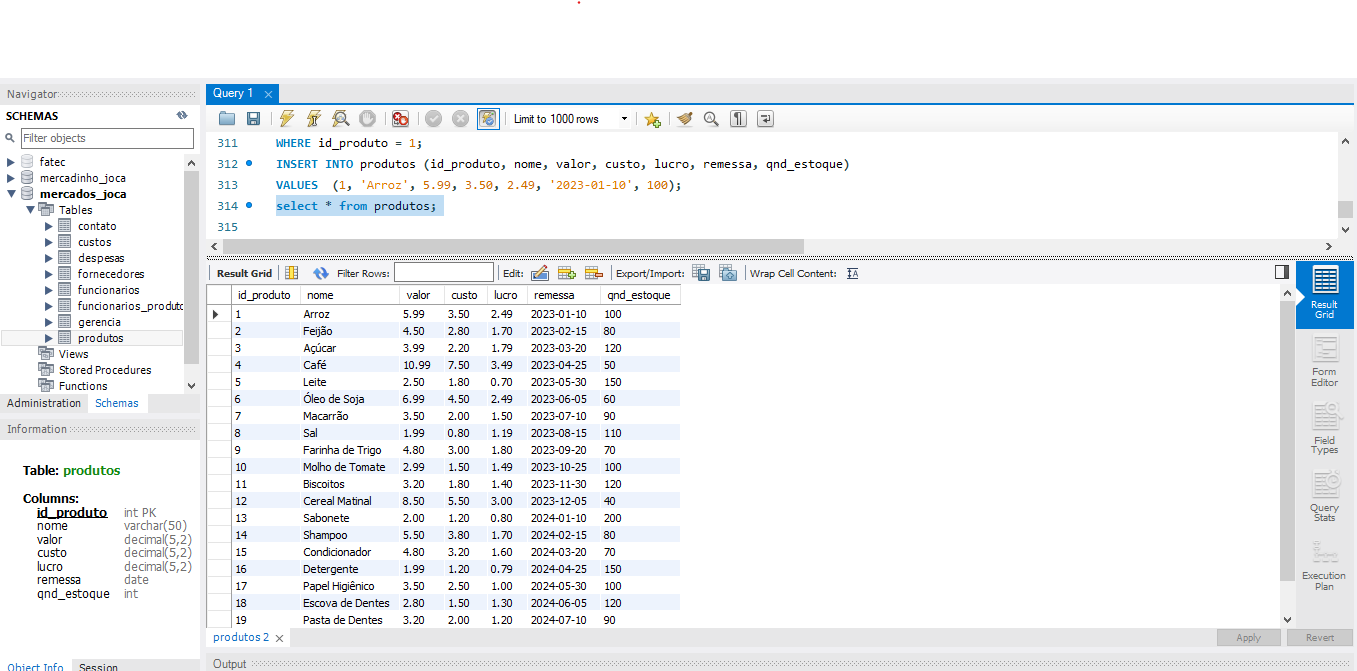 Query 1
Navigator
SCHEMAS
Filter objects
fatec
mercadinho_joca
mercados_joca
Tables
contato
custos
despesas
fornecedores
funcionarios
funcionarios_produto
gerencia
produtos
Views
Stored Procedures
Functions
Administration Schemas
Information
Table: produtos
Columns:
id_produto int PK
nome varchar(50)
valor decimal(5,2)
custo decimal(5,2)
lucro decimal(5,2)
remessa date
qnd_estoque int
Object Info Session
Limit to 1000 rows
311 WHERE id_produto = 1;
312 INSERT INTO produtos (id_produto, nome, valor, custo, lucro, remessa, qnd_estoque)
313 VALUES (1, 'Arroz', 5.99, 3.50, 2.49, '2023-01-10', 100);
314 select * from produtos;
315
Result Grid Filter Rows: Edit: Export/Import: Wrap Cell Content:
id_produto nome valor custo lucro remessa qnd_estoque
1 Arroz 5.99 3.50 2.49 2023-01-10 100
2 Feijão 4.50 2.80 1.70 2023-02-15 80
3 Açúcar 3.99 2.20 1.79 2023-03-20 120
4 Café 10.99 7.50 3.49 2023-04-25 50
5 Leite 2.50 1.80 0.70 2023-05-30 150
6 Óleo de Soja 6.99 4.50 2.49 2023-06-05 60
7 Macarrão 3.50 2.00 1.50 2023-07-10 90
8 Sal 1.99 0.80 1.19 2023-08-15 110
9 Farinha de Trigo 4.80 3.00 1.80 2023-09-20 70
10 Molho de Tomate 2.99 1.50 1.49 2023-10-25 100
11 Biscoitos 3.20 1.80 1.40 2023-11-30 120
12 Cereal Matinal 8.50 5.50 3.00 2023-12-05 40
13 Sabonete 2.00 1.20 0.80 2024-01-10 200
14 Shampoo 5.50 3.80 1.70 2024-02-15 80
15 Condicionador 4.80 3.20 1.60 2024-03-20 70
16 Detergente 1.99 1.20 0.79 2024-04-25 150
17 Papel Higiênico 3.50 2.50 1.00 2024-05-30 100
18 Escova de Dentes 2.80 1.50 1.30 2024-06-05 120
19 Pasta de Dentes 3.20 2.00 1.20 2024-07-10 90
produtos 2
Apply Revert
Output
Result
Grid
Form
Editor
Field
Types
Query
Stats
Execution
Plan